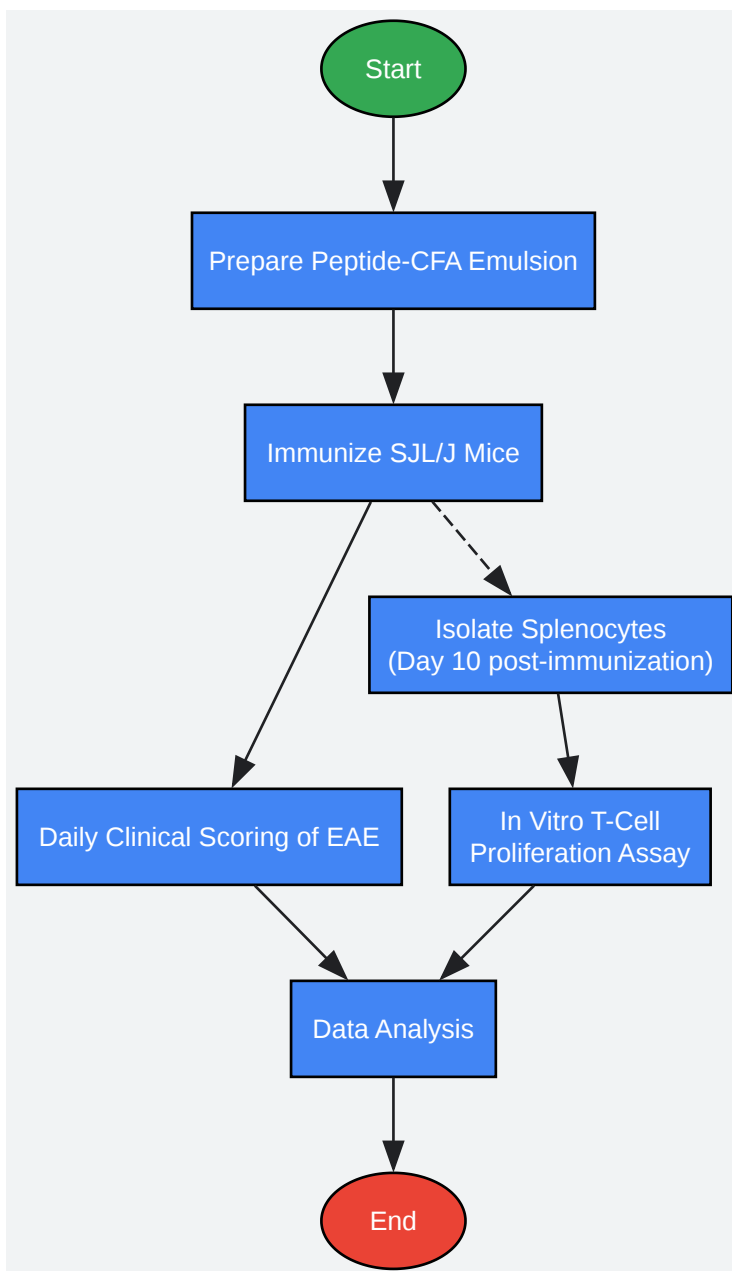 Start
Prepare Peptide-CFA Emulsion
Immunize SJL/J Mice
Isolate Splenocytes
(Day 10 post-immunization)
Daily Clinical Scoring of EAE
In Vitro T-Cell
Proliferation Assay
Data Analysis
End